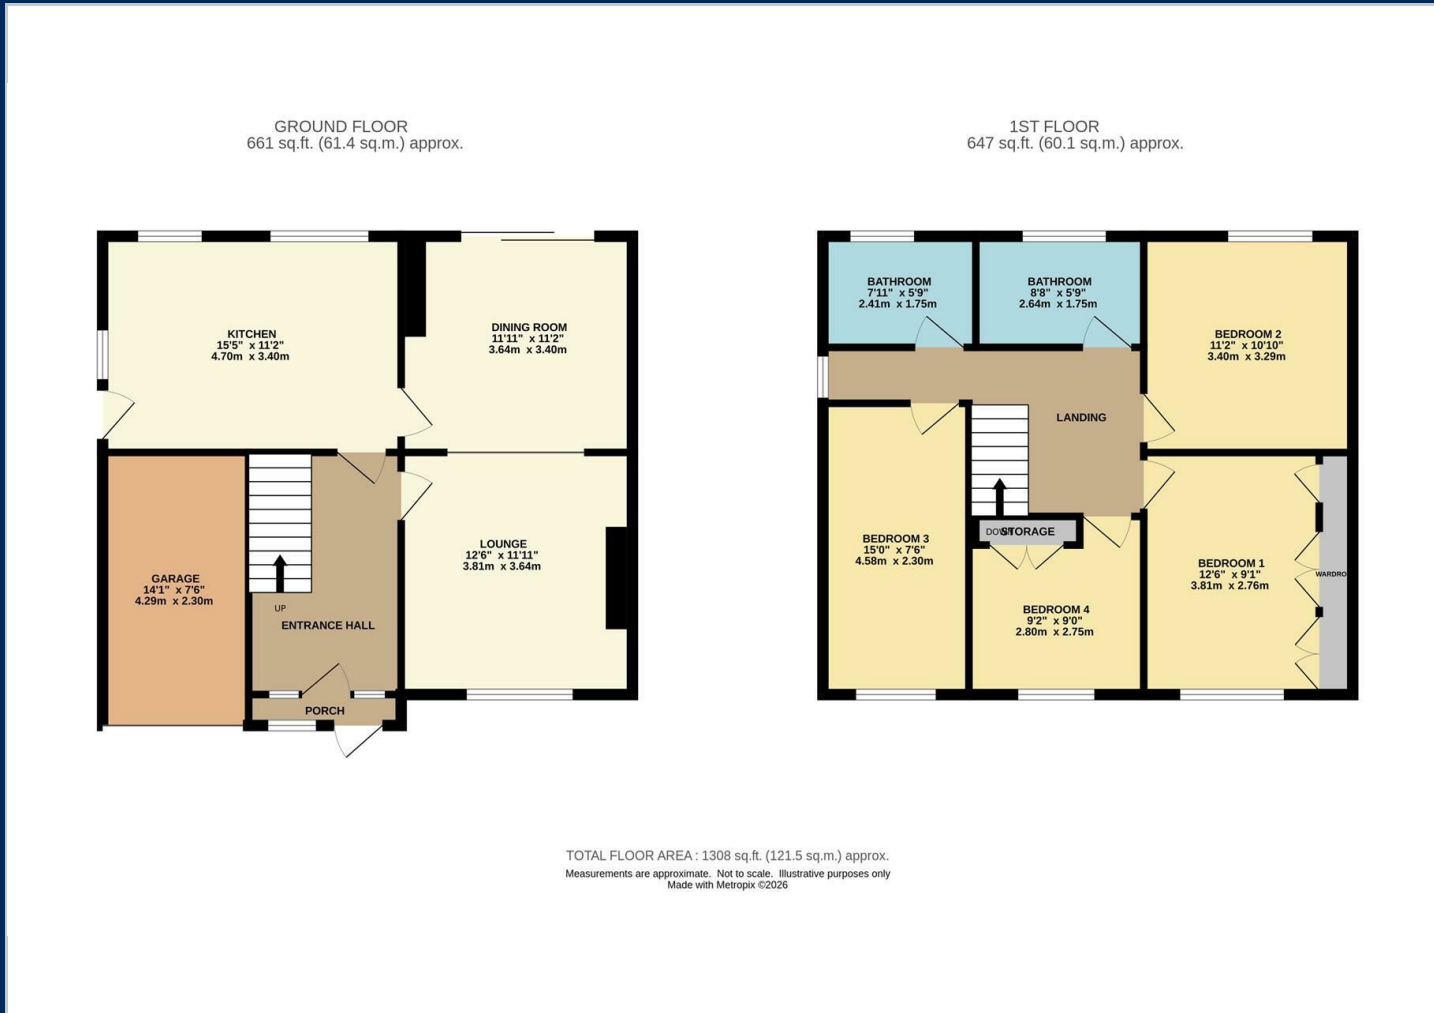 GROUND FLOOR
661 sq.ft. (61.4 sq.m.) approx.
1ST FLOOR
647 sq.ft. (60.1 sq.m.) approx.
KITCHEN
15'5" x 11'2"
4.70m x 3.40m
DINING ROOM
11'11" x 11'2"
3.64m x 3.40m
GARAGE
14'1" x 7'6"
4.29m x 2.30m
UP
ENTRANCE HALL
LOUNGE
12'6" x 11'11"
3.81m x 3.64m
PORCH
BATHROOM
7'11" x 5'9"
2.41m x 1.75m
BATHROOM
8'8" x 5'9"
2.64m x 1.75m
BEDROOM 2
11'2" x 10'10"
3.40m x 3.29m
LANDING
BEDROOM 3
15'0" x 7'6"
4.58m x 2.30m
STORAGE
BEDROOM 4
9'2" x 9'0"
2.80m x 2.75m
BEDROOM 1
12'6" x 9'1"
3.81m x 2.76m
WARDRO
TOTAL FLOOR AREA : 1308 sq.ft. (121.5 sq.m.) approx.
Measurements are approximate. Not to scale. Illustrative purposes only
Made with Metropix ©2026